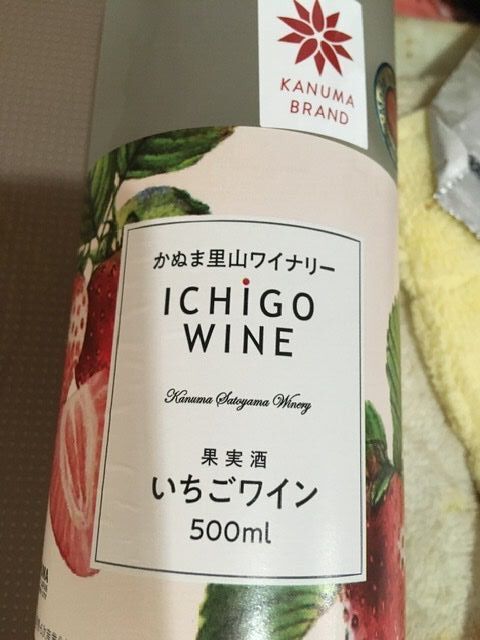 KANUMA
BRAND
かぬま里山ワイナリー
ICHiGO
WINE
Kanuma Satoyama Winery
果実酒
いちごワイン
500ml